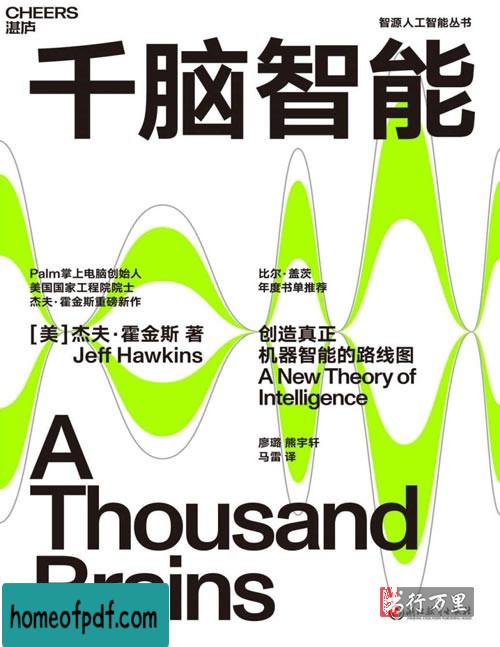 CHEERS
湛庐
智源人工智能丛书
千脑智能
Palm掌上电脑创始人
美国国家工程院院士
杰夫·霍金斯重磅新作
比尔·盖茨
年度书单推荐
[美]杰夫·霍金斯 著
Jeff Hawkins
创造真正
机器智能的路线图
A New Theory of
Intelligence
廖璐 熊宇轩
马雷 译
A
Thousand
Brains
homeofpdf.com
书行万里